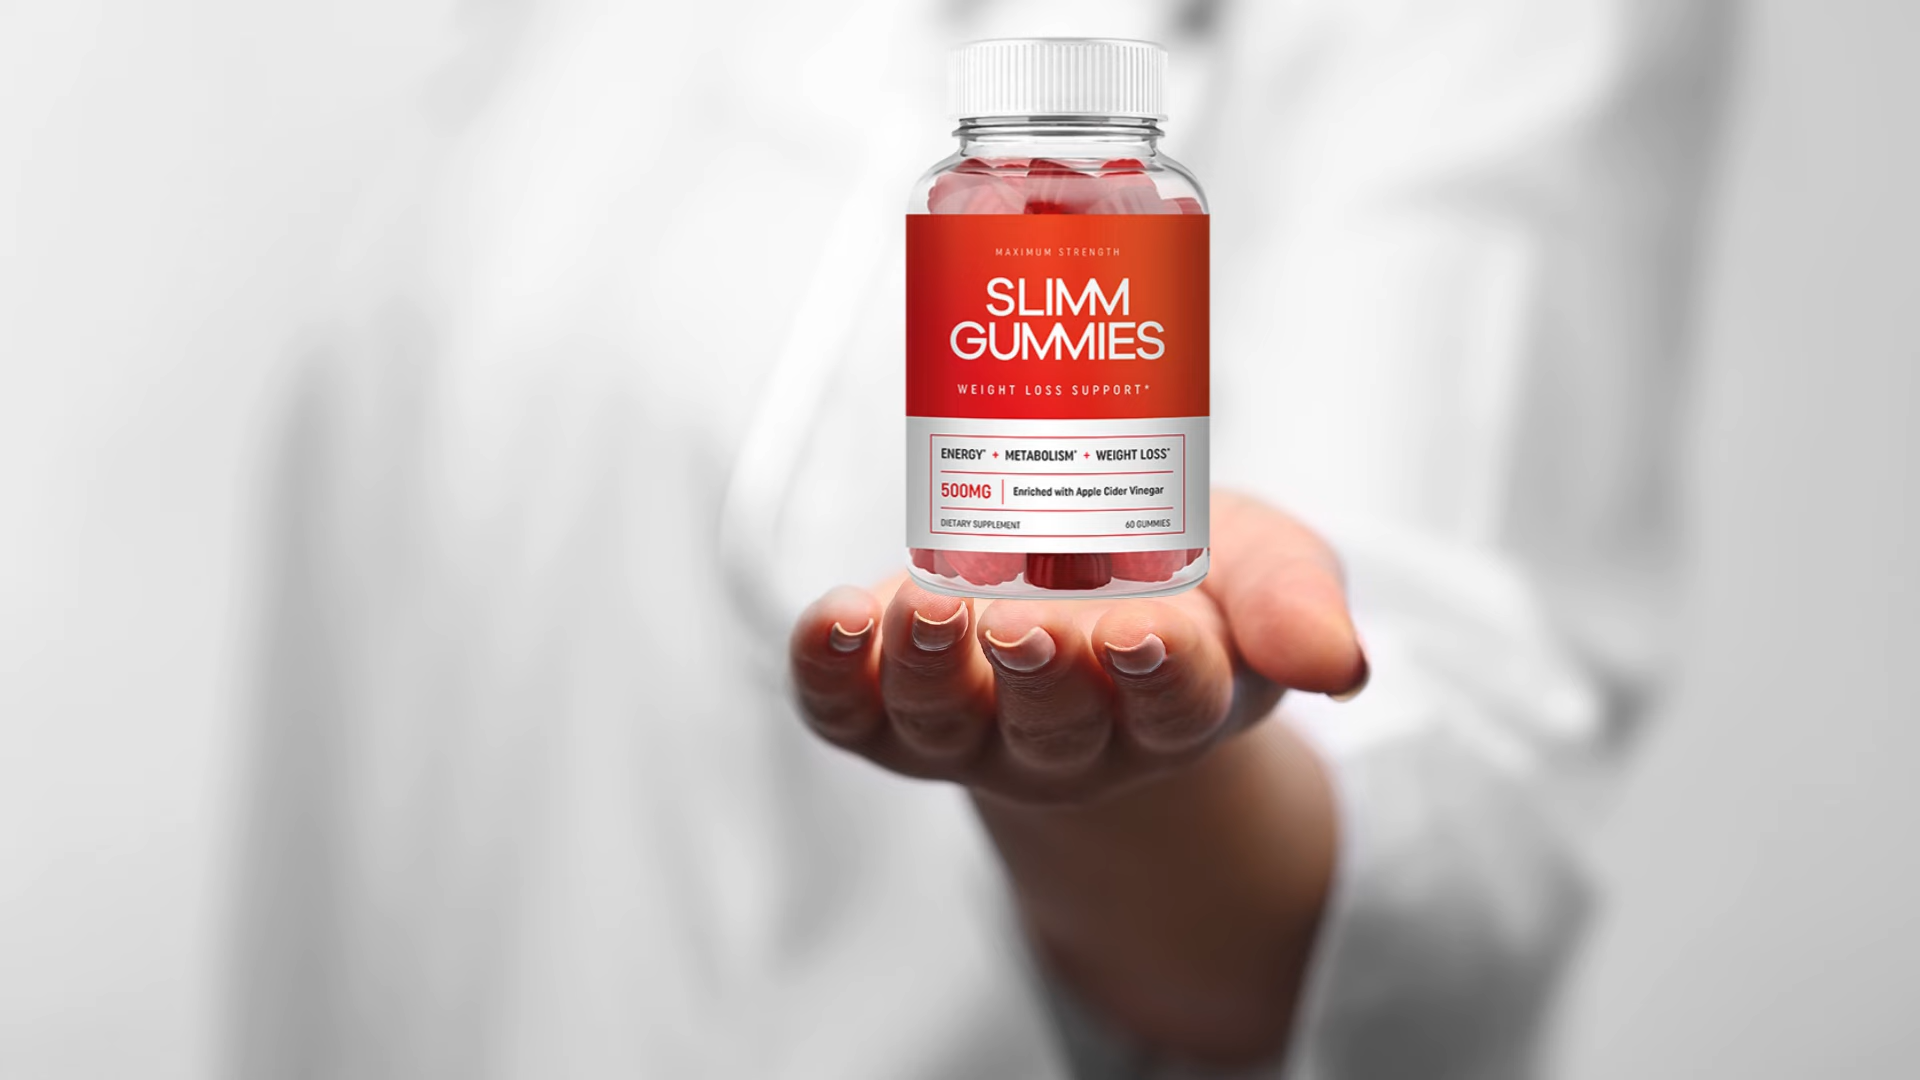 MAXIMUM STRENGTH
SLIMM
GUMMIES
WEIGHT LOSS SUPPORT*
ENERGY* + METABOLISM* + WEIGHT LOSS*
500MG Enriched with Apple Cider Vinegar
DIETARY SUPPLEMENT 60 GUMMIES